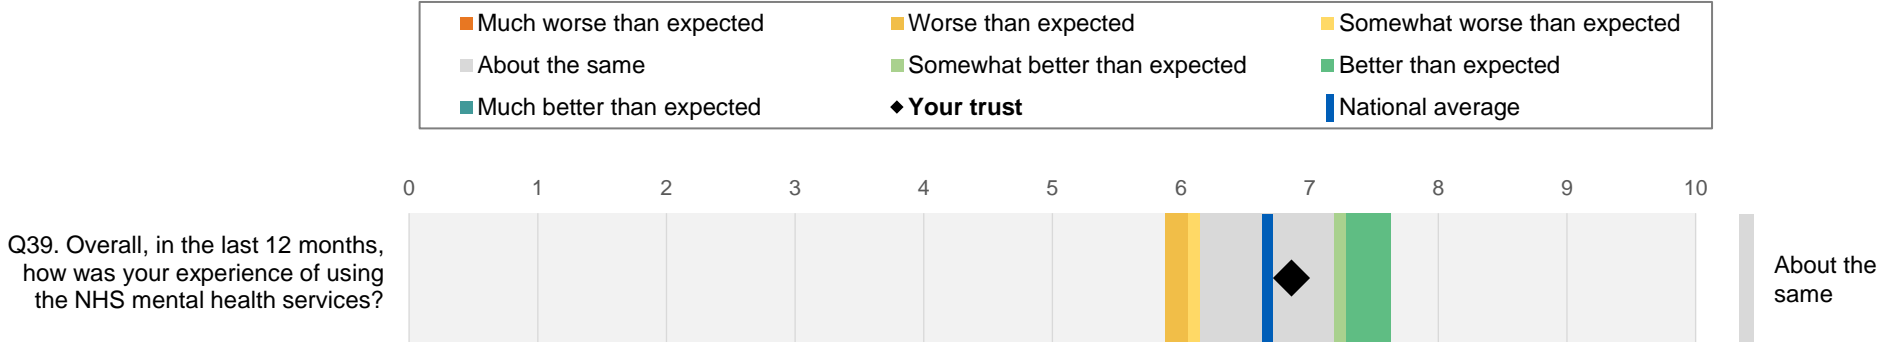 Much worse than expected
Worse than expected
Somewhat worse than expected
About the same
Somewhat better than expected
Better than expected
Much better than expected
Your trust
National average
0 1 2 3 4 5 6 7 8 9 10
Q39. Overall, in the last 12 months,
how was your experience of using
the NHS mental health services?
About the
same